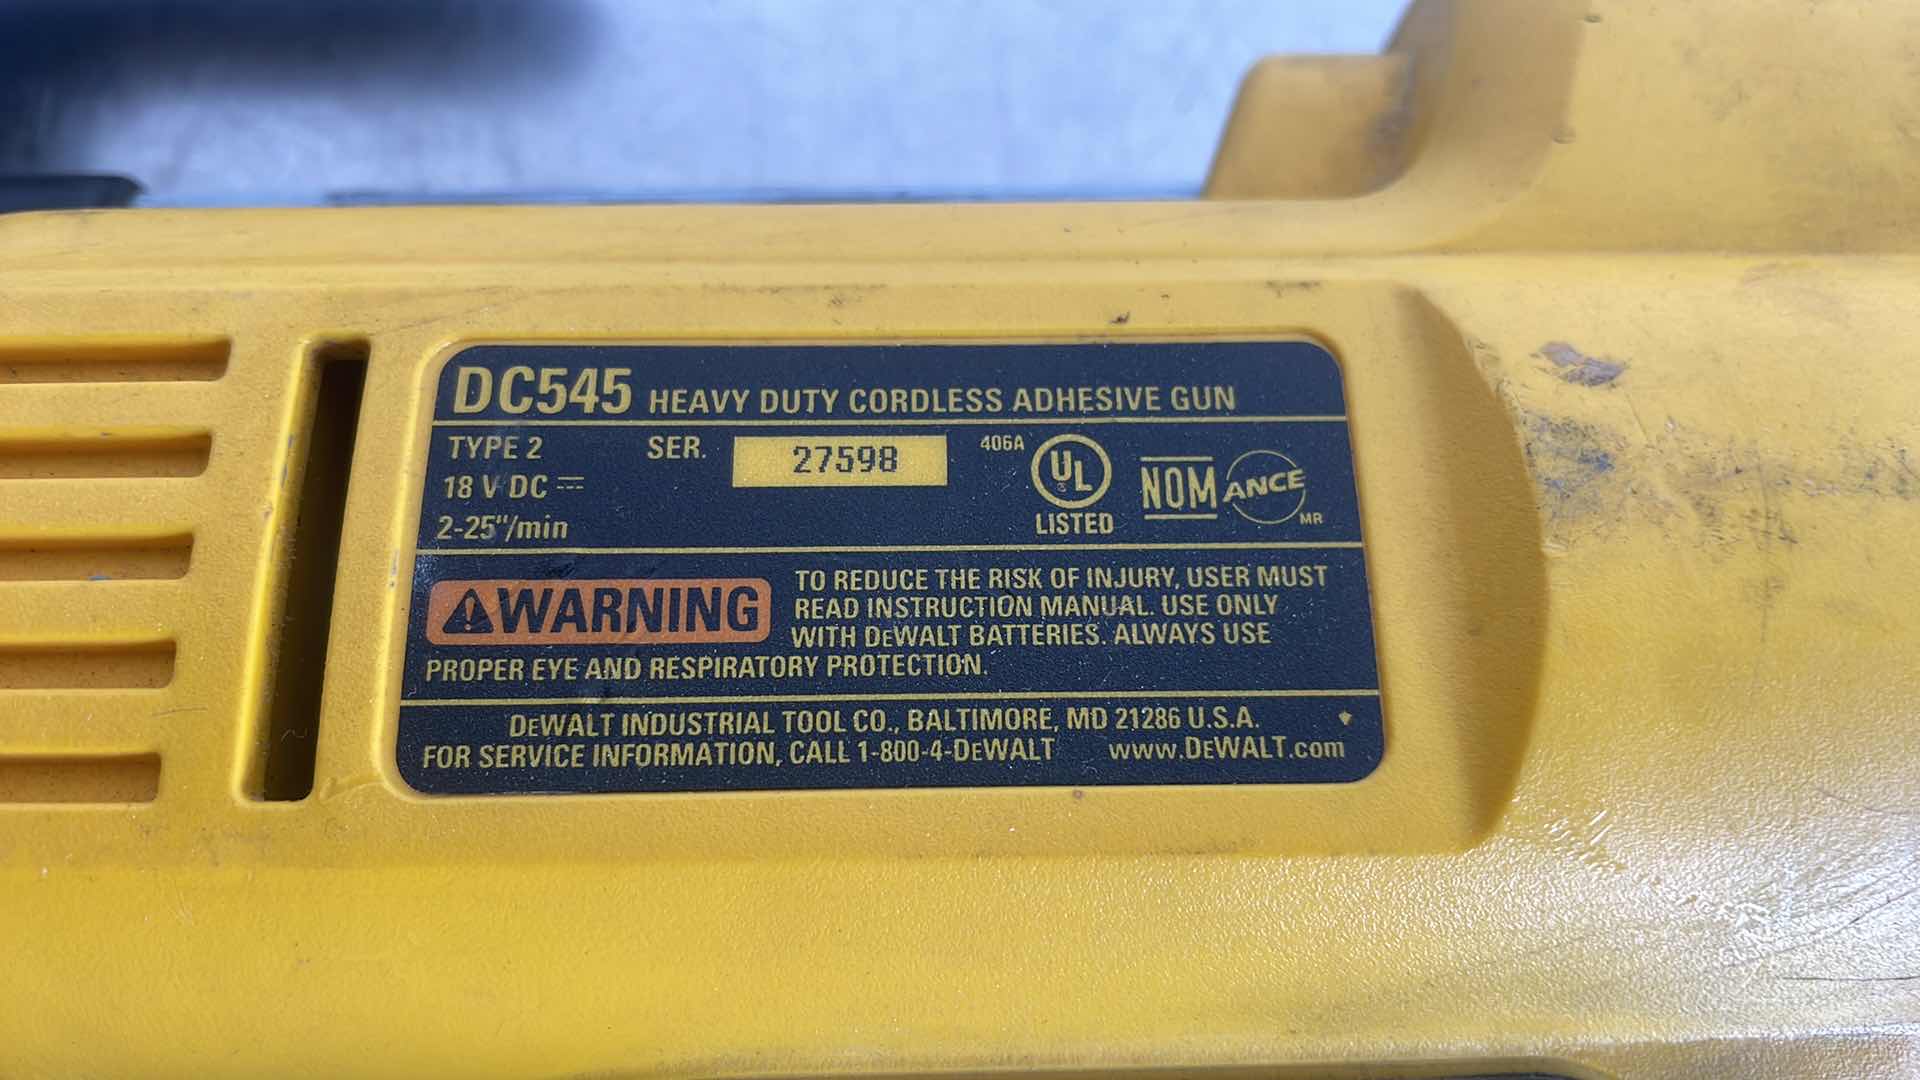 DC545 HEAVY DUTY CORDLESS ADHESIVE GUN
TYPE 2 SER. 27598 406A
18 V DC
2-25"/min
UL
LISTED
NOM ANCE MR
WARNING TO REDUCE THE RISK OF INJURY, USER MUST
READ INSTRUCTION MANUAL. USE ONLY
WITH DEWALT BATTERIES. ALWAYS USE
PROPER EYE AND RESPIRATORY PROTECTION.
DEWALT INDUSTRIAL TOOL CO., BALTIMORE, MD 21286 U.S.A.
FOR SERVICE INFORMATION, CALL 1-800-4-DEWALT www.DEWALT.com